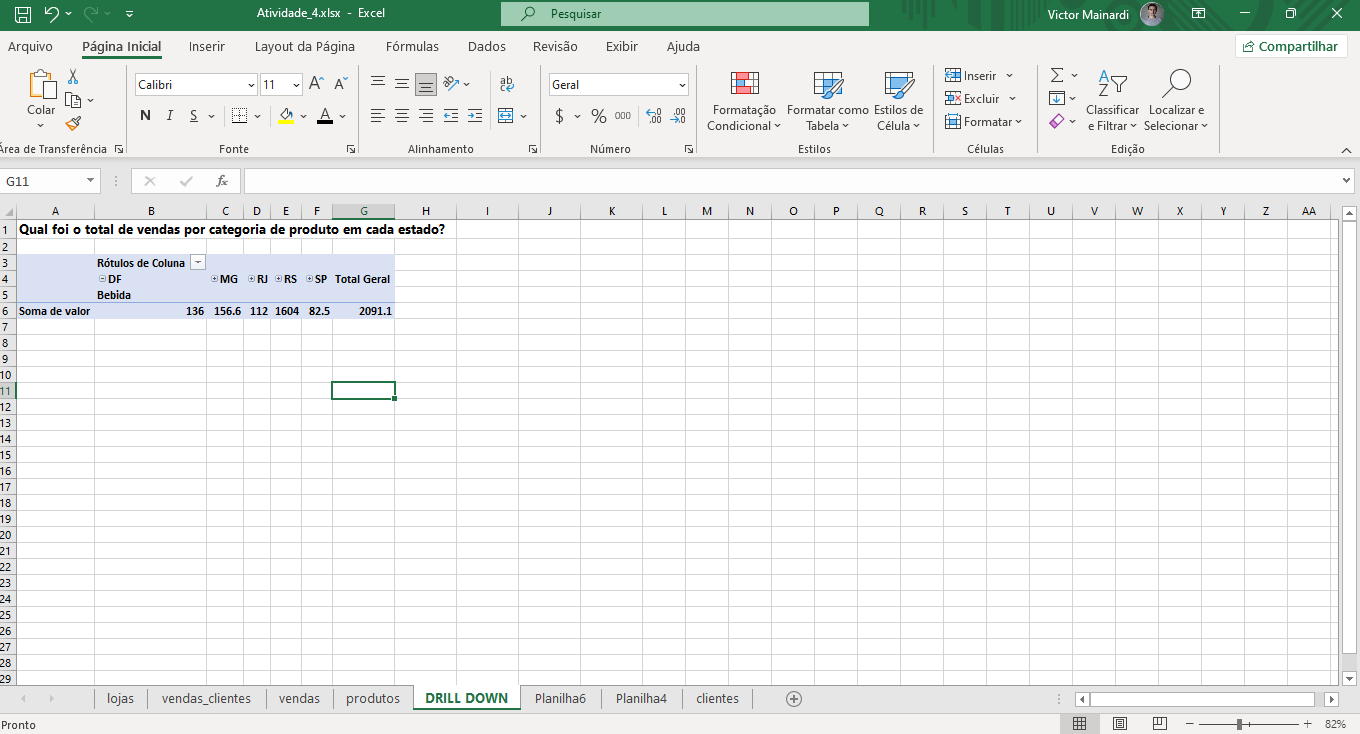 Atividade_4.xlsx - Excel
Pesquisar
Victor Mainardi
Arquivo Página Inicial Inserir Layout da Página Fórmulas Dados Revisão Exibir Ajuda
Compartilhar
Colar
Área de Transferência
Calibri 11
N I S A
Fonte
ab
Alinhamento
Geral
$ % 000
Número
Formatação Condicional
Formatar como Tabela
Estilos de Célula
Estilos
Inserir
Excluir
Formatar
Células
Classificar e Filtrar
Localizar e Selecionar
Edição
G11
fx
A B C D E F G H I J K L M N O P Q R S T U V W X Y Z AA
1 Qual foi o total de vendas por categoria de produto em cada estado?
2
3 Rótulos de Coluna
4 DF MG RJ RS SP Total Geral
5 Bebida
6 Soma de valor 136 156.6 112 1604 82.5 2091.1
7
8
9
10
11
12
13
14
15
16
17
18
19
20
21
22
23
24
25
26
27
28
29
lojas vendas_clientes vendas produtos DRILL DOWN Planilha6 Planilha4 clientes
Pronto
82%